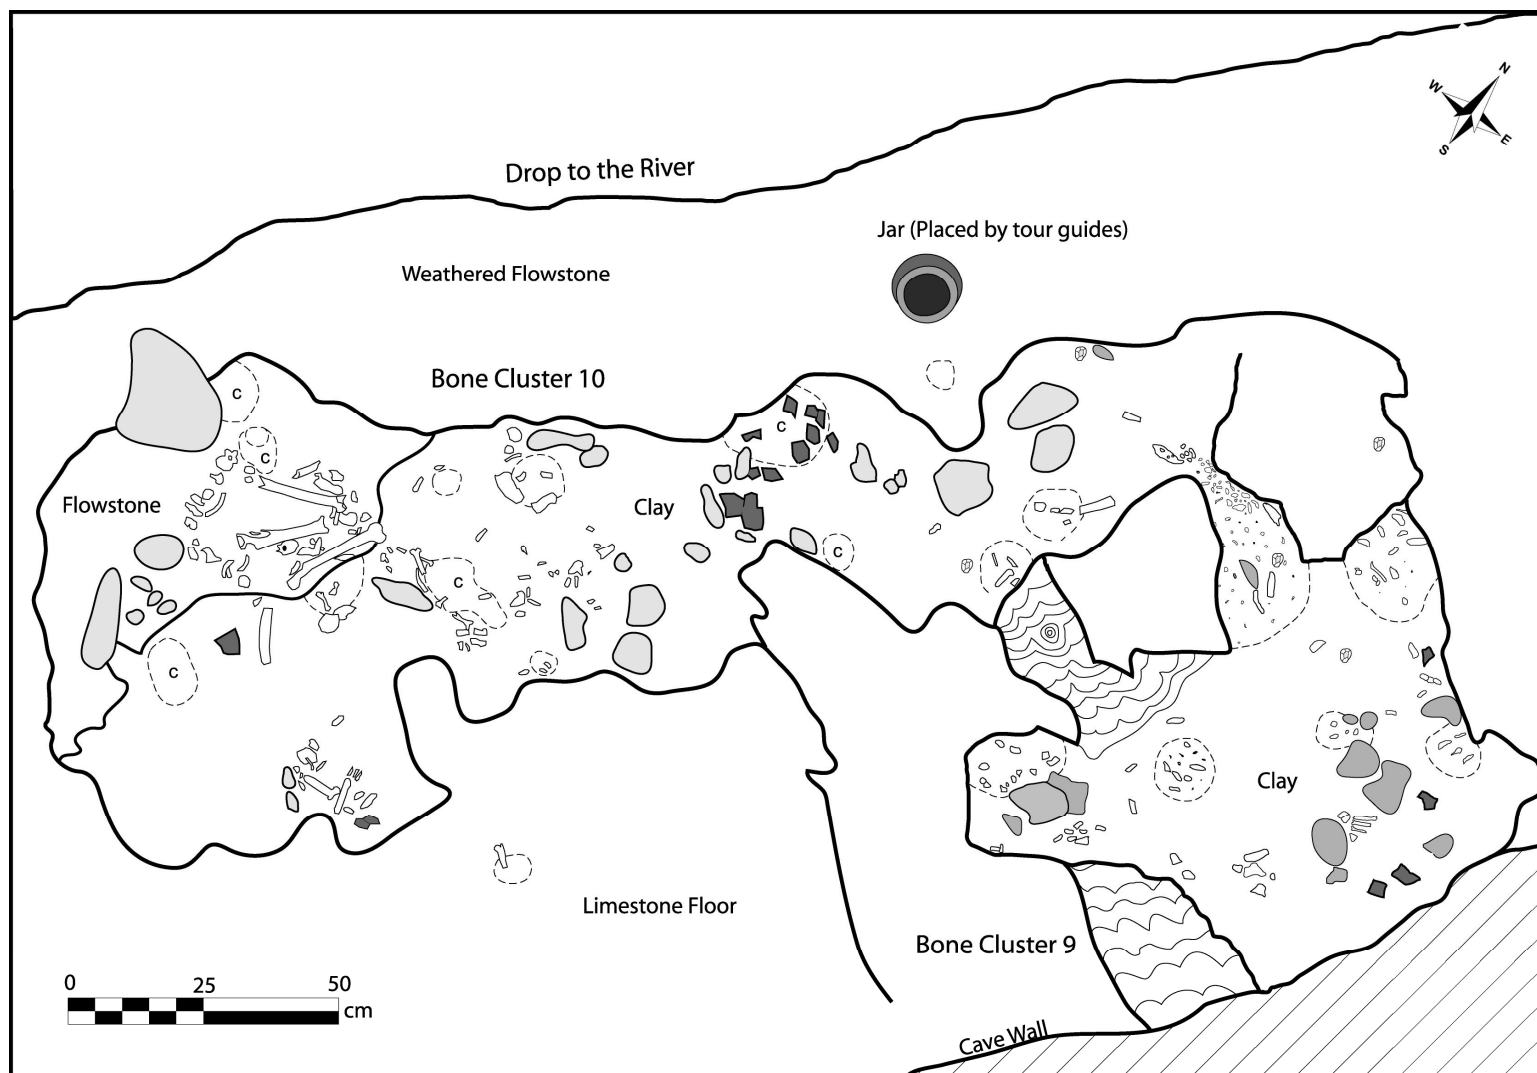 N
W
E
S
Drop to the River
Jar (Placed by tour guides)
Weathered Flowstone
Bone Cluster 10
C
C
C
Flowstone
Clay
C
C
C
Clay
Limestone Floor
Bone Cluster 9
0 25 50
cm
Cave Wall